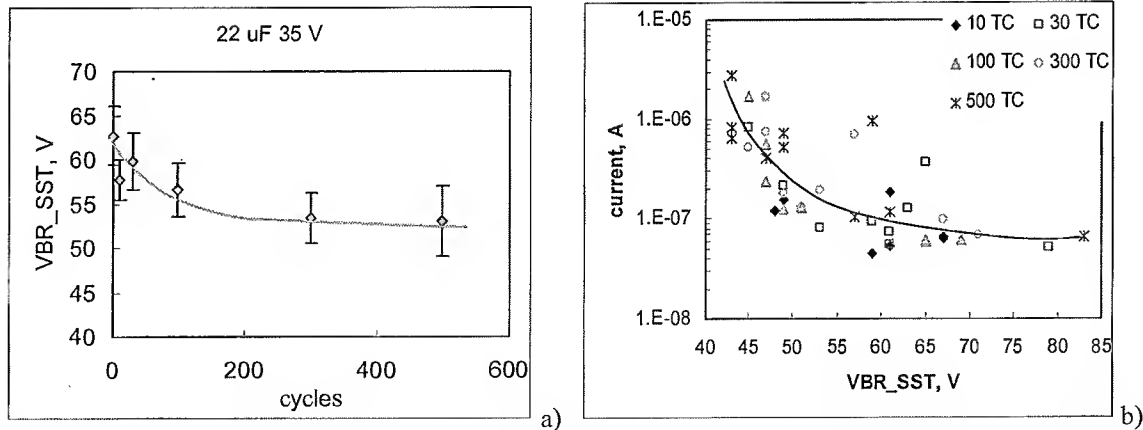 22 uF 35 V
VBR_SST, V
70
65
60
55
50
45
40
0
200
400
600
cycles
a)
1.E-05
1.E-06
1.E-07
1.E-08
current, A
10 TC
30 TC
100 TC
300 TC
500 TC
40
45
50
55
60
65
70
75
80
85
VBR_SST, V
b)